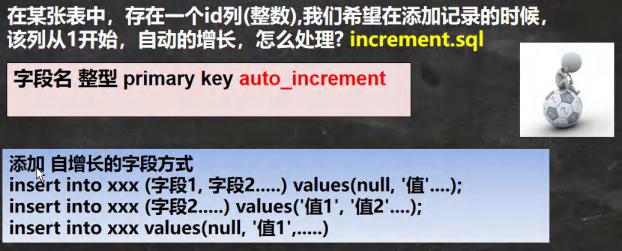 在某张表中，存在一个id列(整数),我们希望在添加记录的时候，
该列从1开始，自动的增长，怎么处理? increment.sql
字段名 整型 primary key auto_increment
添加 自增长的字段方式
insert into xxx (字段1, 字段2.....) values(null, '值'....);
insert into xxx (字段2.....) values('值1', '值2'....);
insert into xxx values(null, '值1',.....)